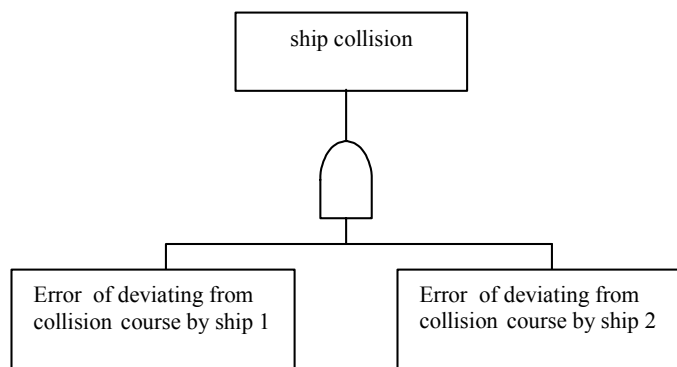 ship collision
Error of deviating from
collision course by ship 1
Error of deviating from
collision course by ship 2